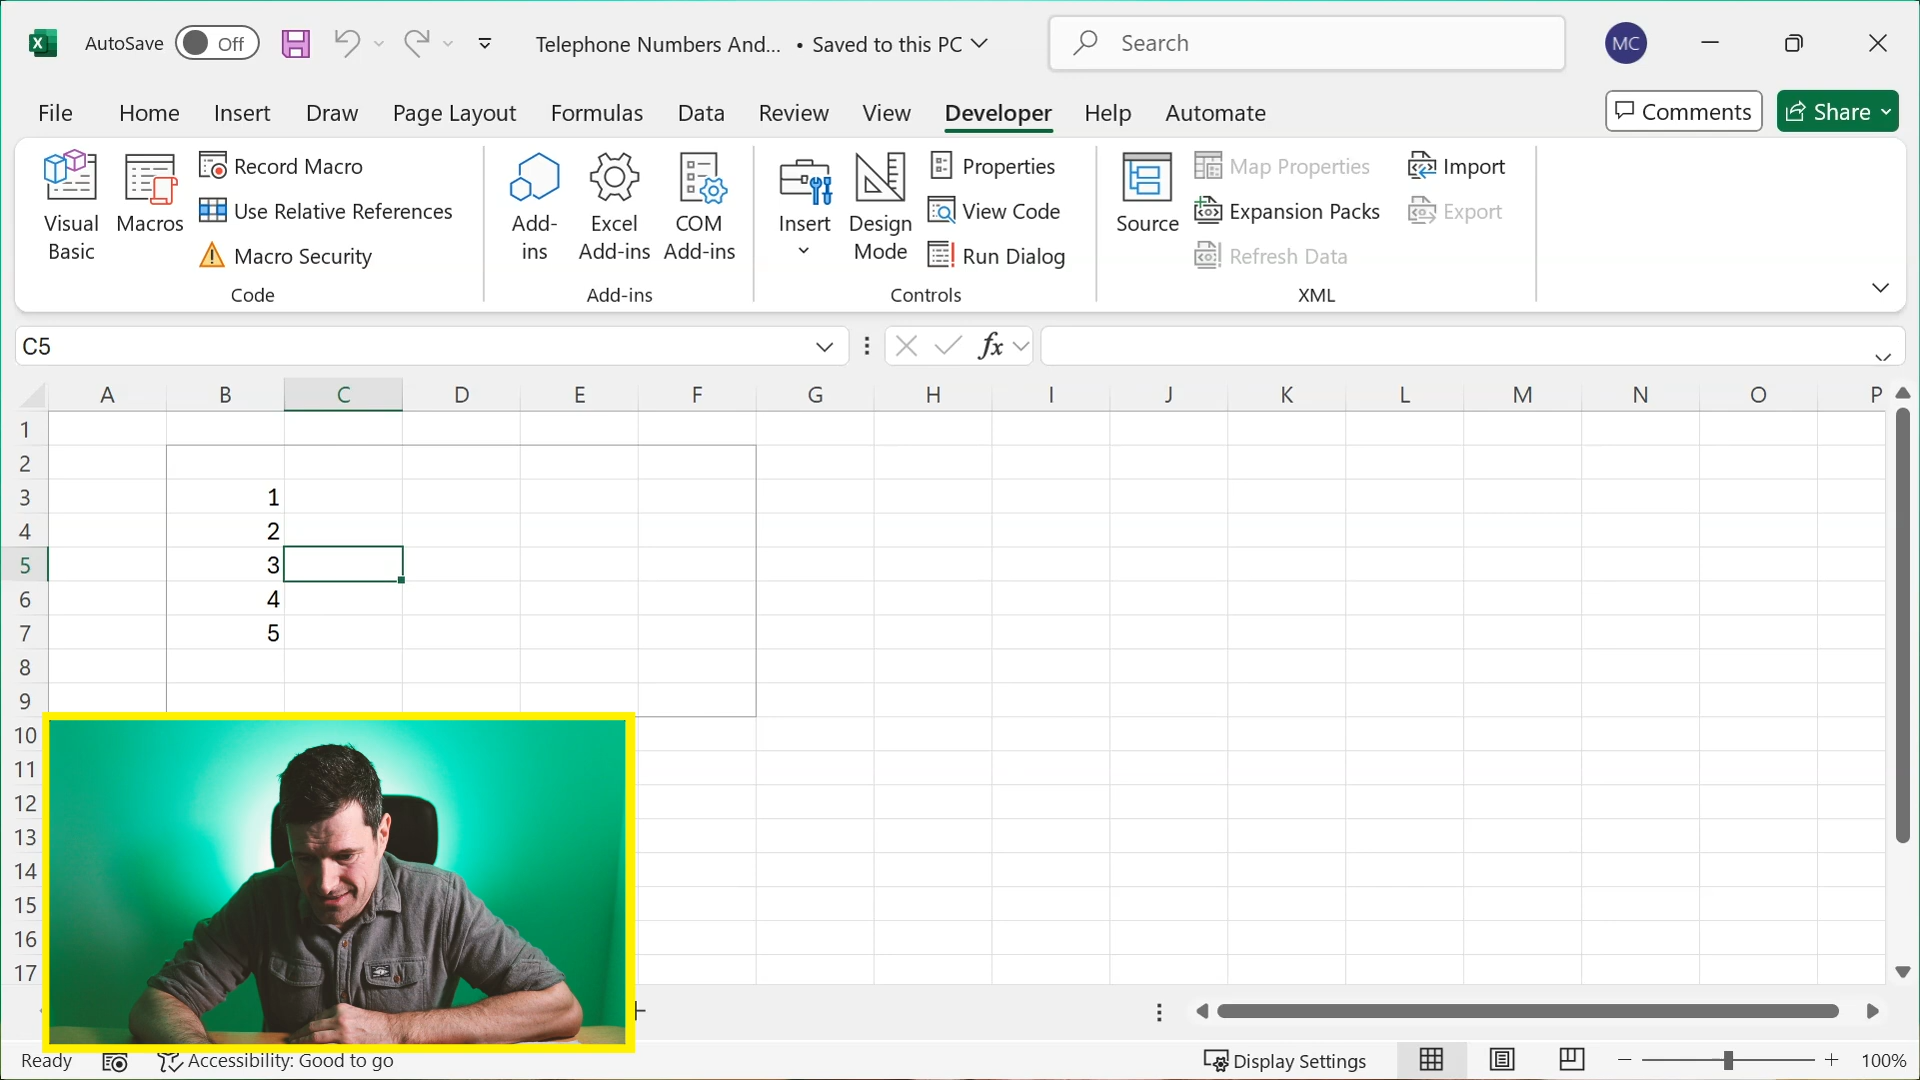 AutoSave Off Telephone Numbers And... • Saved to this PC Search MC
File Home Insert Draw Page Layout Formulas Data Review View Developer Help Automate Comments Share
Visual Basic
Macros
Record Macro
Use Relative References
Macro Security
Code
Add-ins
Excel Add-ins
COM Add-ins
Add-ins
Insert
Design Mode
Properties
View Code
Run Dialog
Controls
Source
Map Properties
Expansion Packs
Refresh Data
Import
Export
XML
C5 fx
A B C D E F G H I J K L M N O P
1
2
3 1
4 2
5 3
6 4
7 5
8
9
10
11
12
13
14
15
16
17
Ready Accessibility: Good to go Display Settings 100%